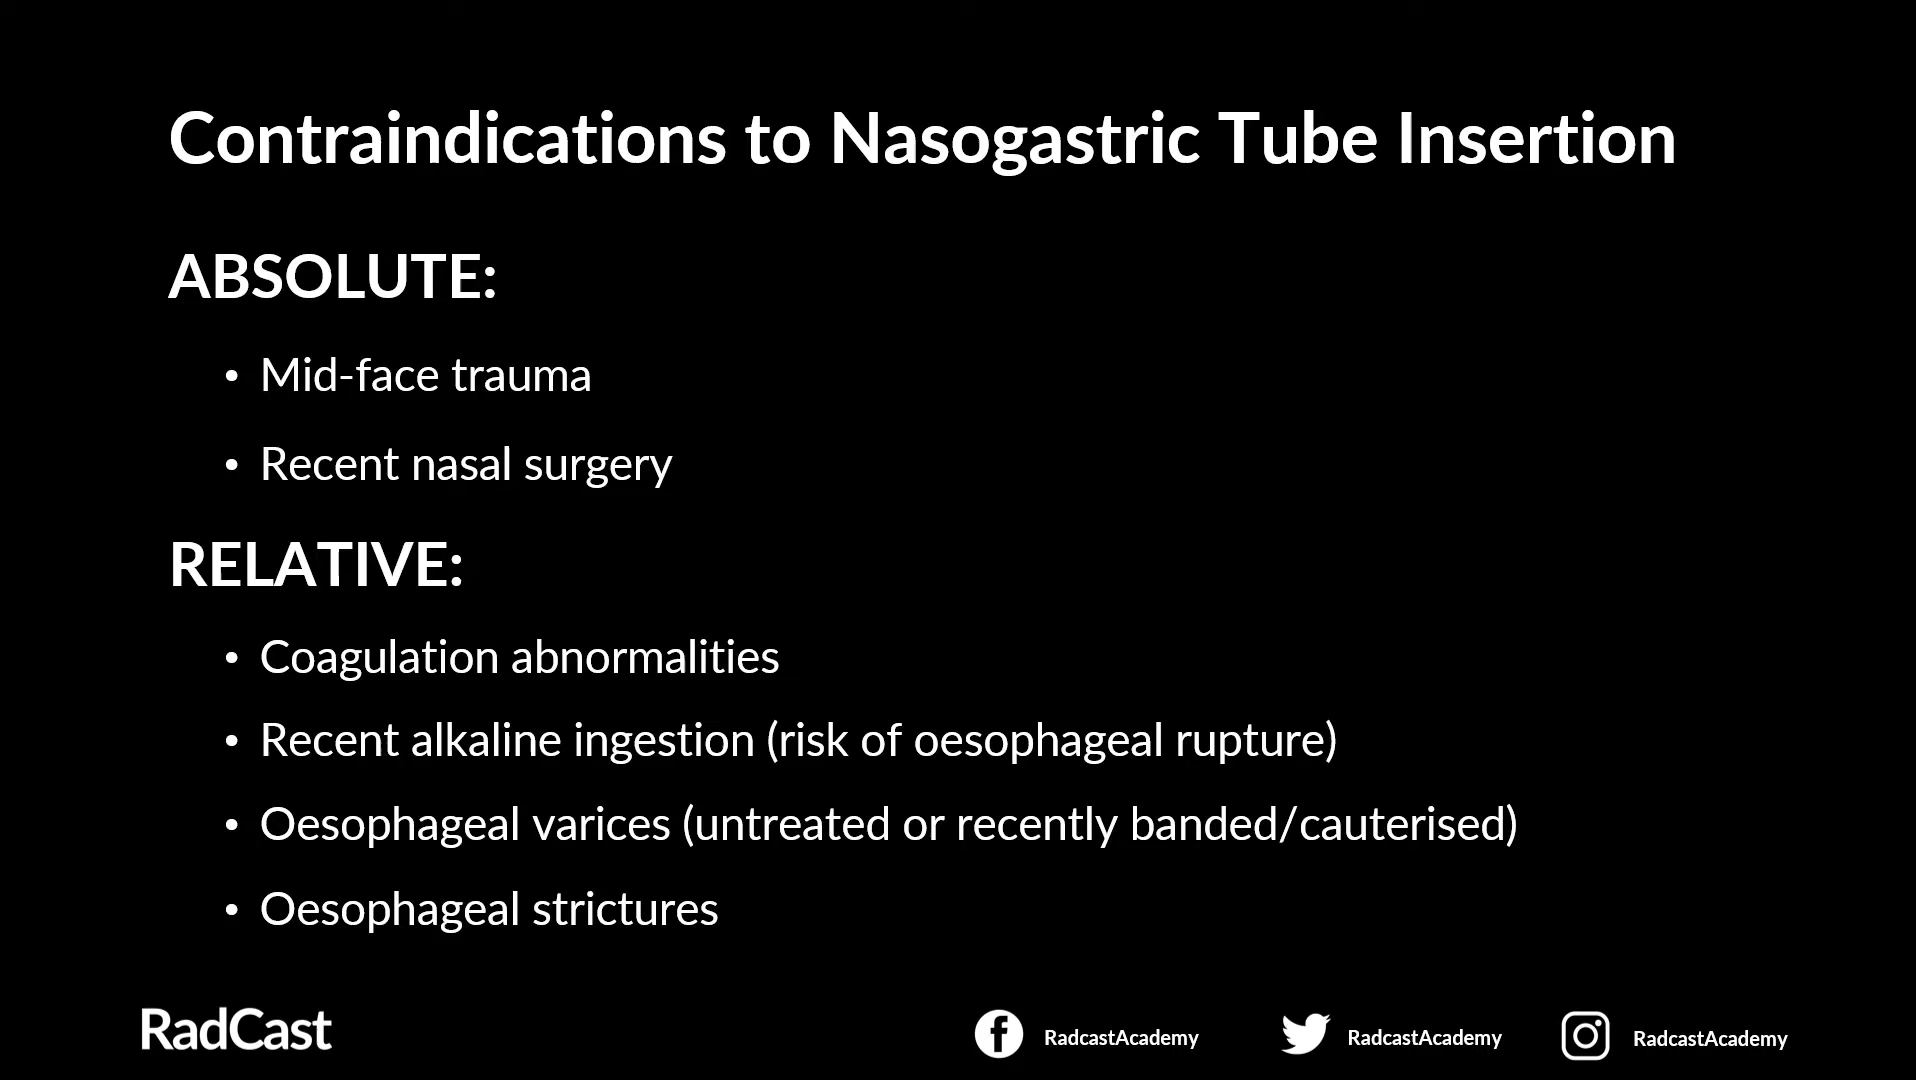 Contraindications to Nasogastric Tube Insertion
ABSOLUTE:
• Mid-face trauma
• Recent nasal surgery
RELATIVE:
• Coagulation abnormalities
• Recent alkaline ingestion (risk of oesophageal rupture)
• Oesophageal varices (untreated or recently banded/cauterised)
• Oesophageal strictures
RadCast
RadcastAcademy
RadcastAcademy
RadcastAcademy